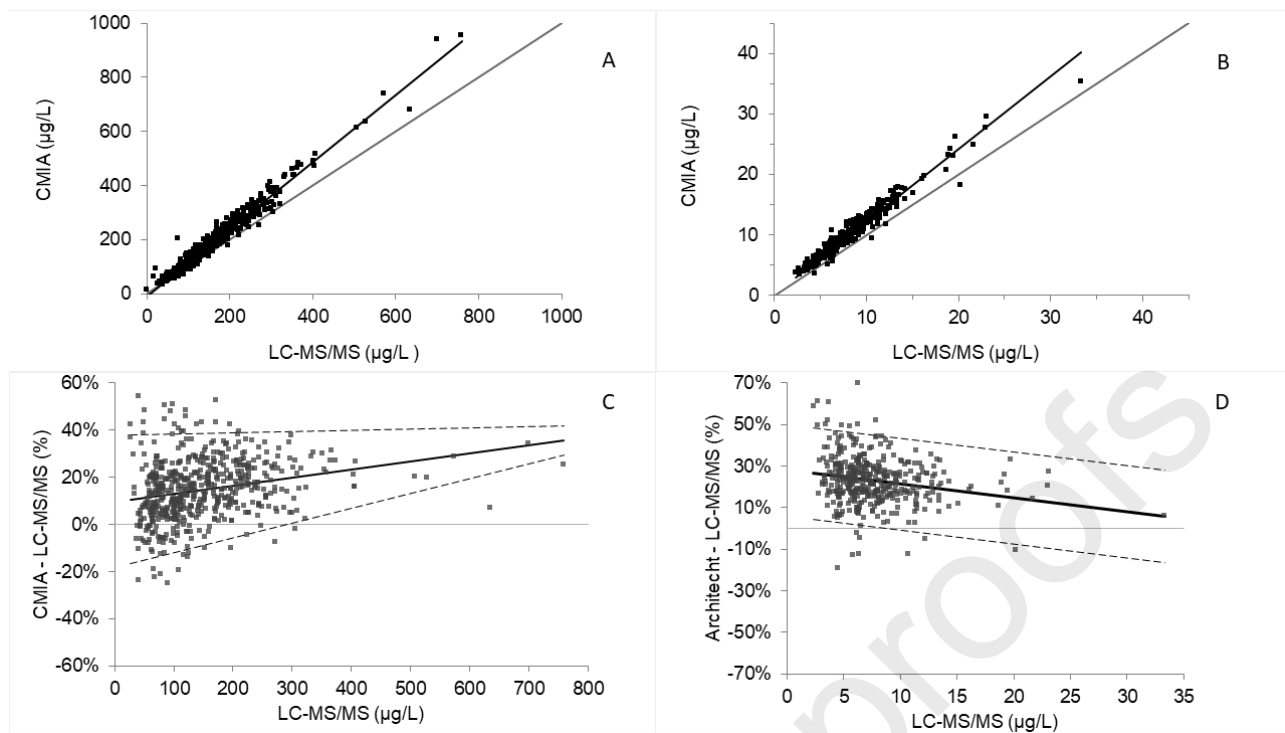 1000
800
600
400
200
0
CMIA (µg/L)
0 200 400 600 800 1000
LC-MS/MS (µg/L )
A
40
30
20
10
0
CMIA (µg/L)
0 10 20 30 40
LC-MS/MS (µg/L)
B
60%
40%
20%
0%
-20%
-40%
-60%
CMIA - LC-MS/MS (%)
0 100 200 300 400 500 600 700 800
LC-MS/MS (µg/L)
C
70%
50%
30%
10%
-10%
-30%
-50%
-70%
Architecht - LC-MS/MS (%)
0 5 10 15 20 25 30 35
LC-MS/MS (µg/L)
D
proofs